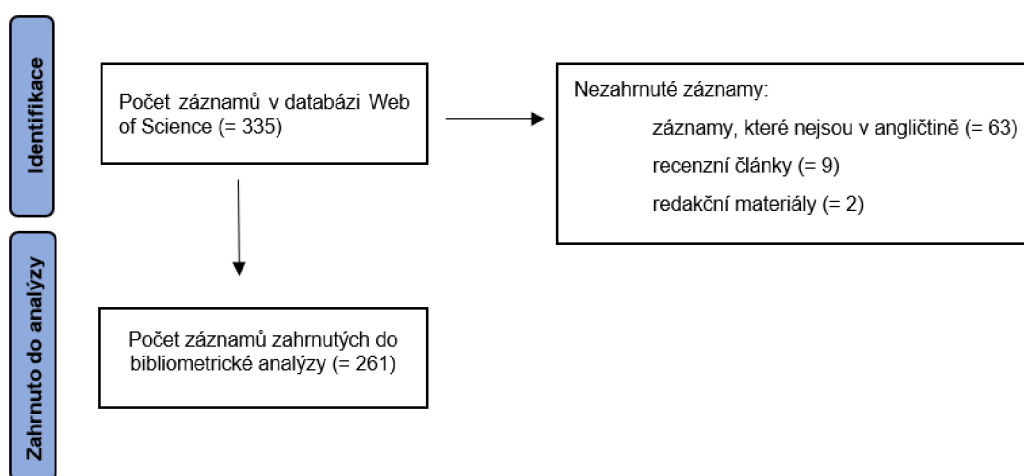 Identifikace
Počet záznamů v databázi Web
of Science (= 335)
Nezahrnuté záznamy:
záznamy, které nejsou v angličtině (= 63)
recenzní články (= 9)
redakční materiály (= 2)
Zahrnuto do analýzy
Počet záznamů zahrnutých do
bibliometrické analýzy (= 261)